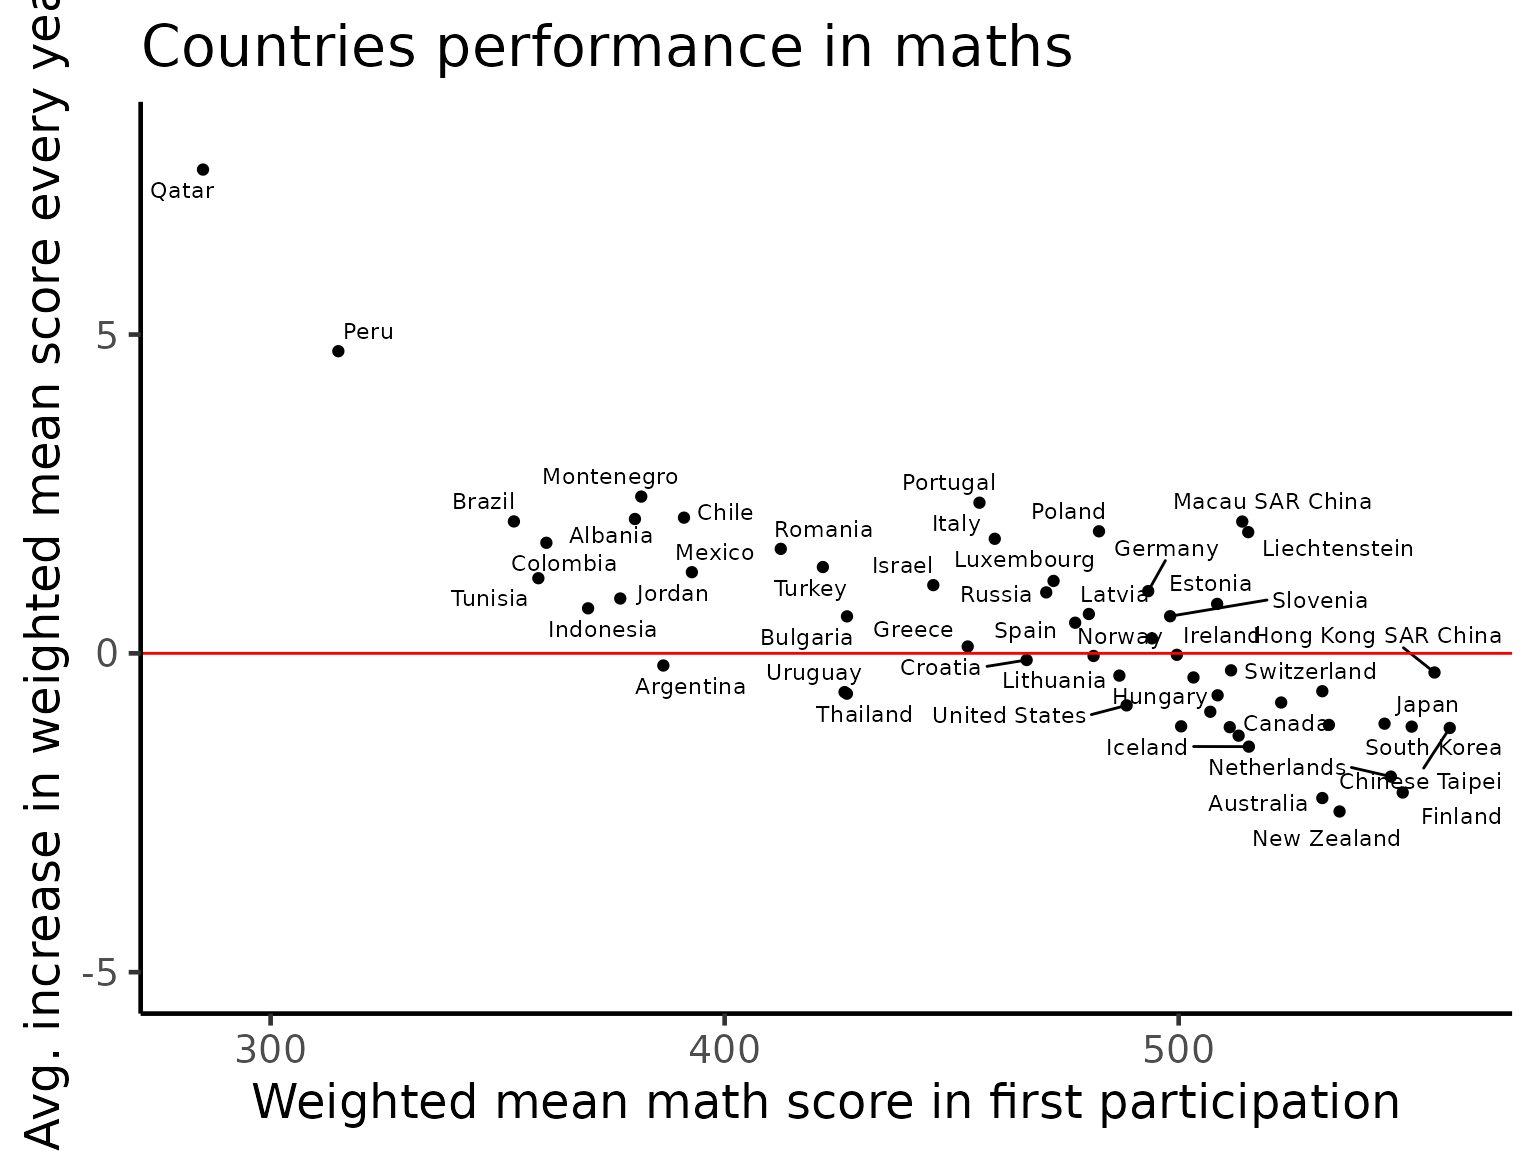 Countries performance in maths
Avg. increase in weighted mean score every yea
Qatar
Peru
5
Montenegro
Portugal
Brazil
Macau SAR China
Chile
Poland
Italy
Romania
Albania
Germany
Liechtenstein
Mexico
Luxembourg
Colombia
Israel
Estonia
Turkey
Jordan
Russia
Latvia
Tunisia
Slovenia
Indonesia
Greece
Spain
Bulgaria
Norway
Ireland
Hong Kong SAR China
0
Croatia
Uruguay
Switzerland
Lithuania
Argentina
Hungary
Japan
Thailand
United States
Canada
Iceland
South Korea
Netherlands
Chinese Taipei
Australia
Finland
New Zealand
-5
300
400
500
Weighted mean math score in first participation